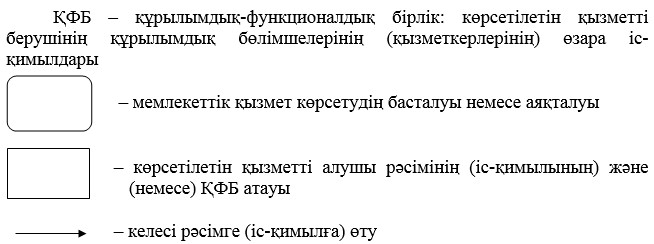 ҚФБ – құрылымдық-функционалдық бірлік: көрсетілетін қызметті
берушінің құрылымдық бөлімшелерінің (қызметкерлерінің) өзара іс-
қимылдары
– мемлекеттік қызмет көрсетудің басталуы немесе аяқталуы
– көрсетілетін қызметті алушы рәсімінің (іс-қимылының) және
(немесе) ҚФБ атауы
– келесі рәсімге (іс-қимылға) өту